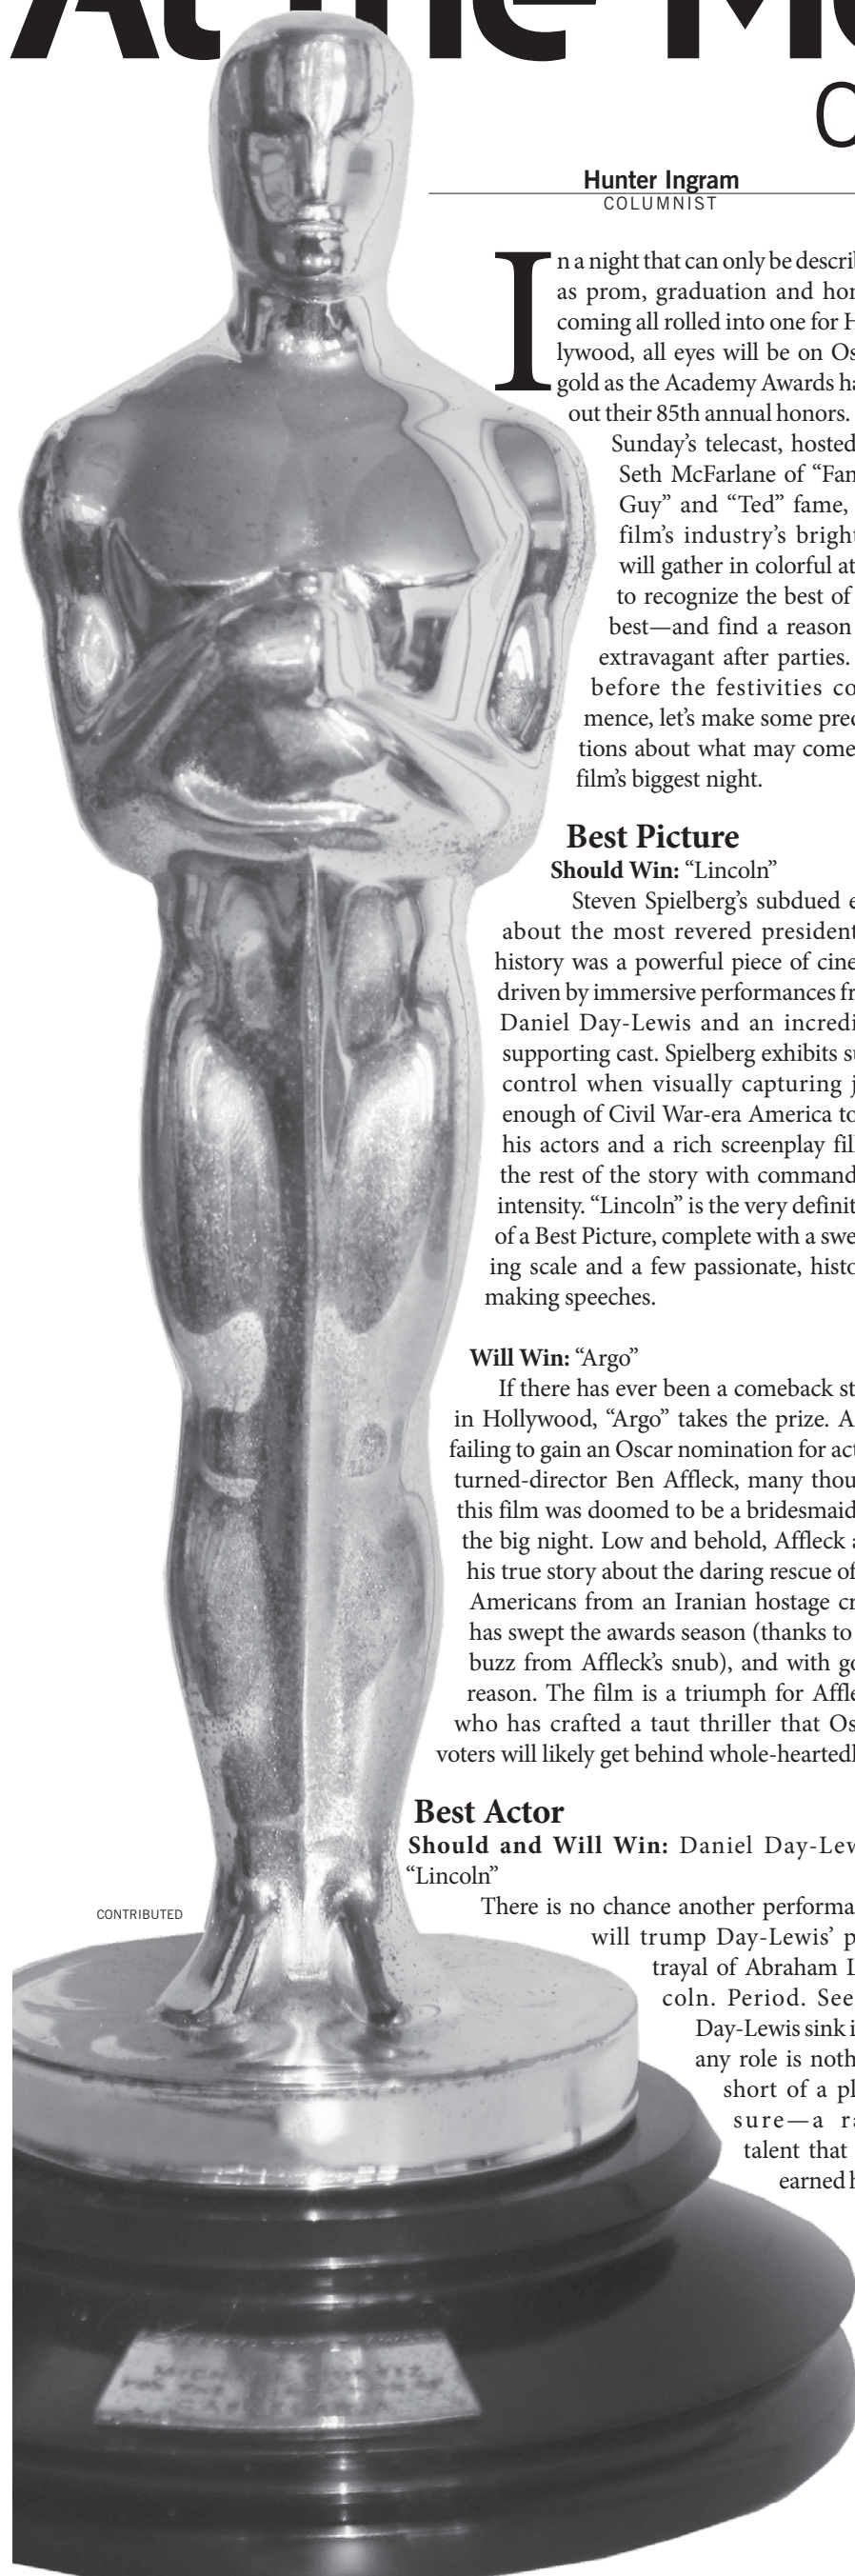 At the M
Hunter Ingram
COLUMNIST
In a night that can only be describ
as prom, graduation and hom
coming all rolled into one for H
lywood, all eyes will be on Os
gold as the Academy Awards ha
out their 85th annual honors.
Sunday’s telecast, hosted
Seth McFarlane of “Fam
Guy” and “Ted” fame,
film’s industry’s bright
will gather in colorful at
to recognize the best of
best—and find a reason
extravagant after parties.
before the festivities co
mence, let’s make some pred
tions about what may come
film’s biggest night.
Best Picture
Should Win: “Lincoln”
Steven Spielberg’s subdued e
about the most revered president
history was a powerful piece of cine
driven by immersive performances fr
Daniel Day-Lewis and an incredi
supporting cast. Spielberg exhibits su
control when visually capturing j
enough of Civil War-era America to
his actors and a rich screenplay fil
the rest of the story with command
intensity. “Lincoln” is the very definit
of a Best Picture, complete with a swe
ing scale and a few passionate, histo
making speeches.
Will Win: “Argo”
If there has ever been a comeback st
in Hollywood, “Argo” takes the prize. A
failing to gain an Oscar nomination for act
turned-director Ben Affleck, many thou
this film was doomed to be a bridesmaid
the big night. Low and behold, Affleck a
his true story about the daring rescue of
Americans from an Iranian hostage cr
has swept the awards season (thanks to
buzz from Affleck’s snub), and with go
reason. The film is a triumph for Affle
who has crafted a taut thriller that Os
voters will likely get behind whole-heartedl
Best Actor
Should and Will Win: Daniel Day-Lew
“Lincoln”
There is no chance another performa
will trump Day-Lewis’ p
trayal of Abraham L
coln. Period. See
Day-Lewis sink i
any role is noth
short of a pl
sure—a ra
talent that
earned h
CONTRIBUTED